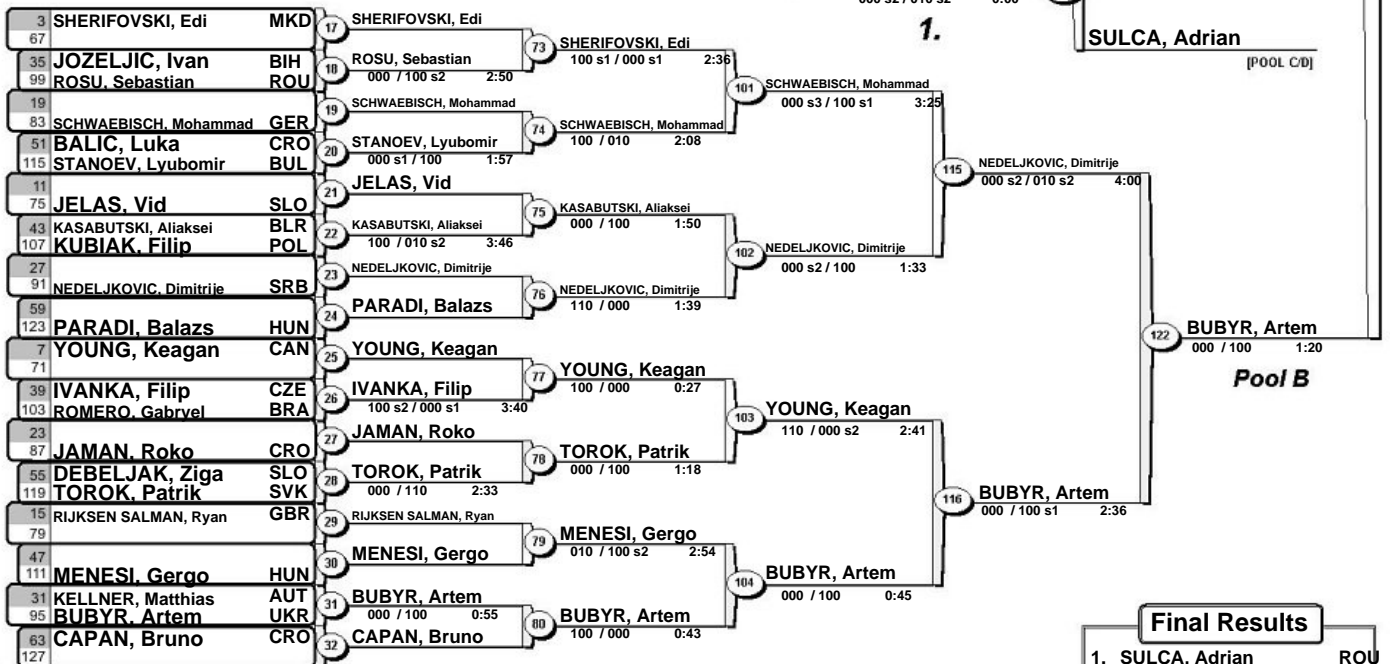 000 s2 / 010 s2 0:00
1.
SULCA, Adrian
[POOL C/D]
3 SHERIFOVSKI, Edi MKD
67
35 JOZELJIC, Ivan BIH
99 ROSU, Sebastian ROU
19
83 SCHWAEBISCH, Mohammad GER
51 BALIC, Luka CRO
115 STANOEV, Lyubomir BUL
11
75 JELAS, Vid SLO
43 KASABUTSKI, Aliaksei BLR
107 KUBIAK, Filip POL
27
91 NEDELJKOVIC, Dimitrije SRB
59
123 PARADI, Balazs HUN
7 YOUNG, Keagan CAN
71
39 IVANKA, Filip CZE
103 ROMERO, Gabryel BRA
23
87 JAMAN, Roko CRO
55 DEBELJAK, Ziga SLO
119 TOROK, Patrik SVK
15 RIJKSEN SALMAN, Ryan GBR
79
47
111 MENESI, Gergo HUN
31 KELLNER, Matthias AUT
95 BUBYR, Artem UKR
63 CAPAN, Bruno CRO
127
17 SHERIFOVSKI, Edi
18 ROSU, Sebastian
000 / 100 s2 2:50
19 SCHWAEBISCH, Mohammad
20 STANOEV, Lyubomir
000 s1 / 100 1:57
21 JELAS, Vid
22 KASABUTSKI, Aliaksei
100 / 010 s2 3:46
23 NEDELJKOVIC, Dimitrije
24 PARADI, Balazs
25 YOUNG, Keagan
26 IVANKA, Filip
100 s2 / 000 s1 3:40
27 JAMAN, Roko
28 TOROK, Patrik
000 / 110 2:33
29 RIJKSEN SALMAN, Ryan
30 MENESI, Gergo
31 BUBYR, Artem
000 / 100 0:55
32 CAPAN, Bruno
73 SHERIFOVSKI, Edi
100 s1 / 000 s1 2:36
74 SCHWAEBISCH, Mohammad
100 / 010 2:08
75 KASABUTSKI, Aliaksei
000 / 100 1:50
76 NEDELJKOVIC, Dimitrije
110 / 000 1:39
77 YOUNG, Keagan
100 / 000 0:27
78 TOROK, Patrik
000 / 100 1:18
79 MENESI, Gergo
010 / 100 s2 2:54
80 BUBYR, Artem
100 / 000 0:43
101 SCHWAEBISCH, Mohammad
000 s3 / 100 s1 3:25
102 NEDELJKOVIC, Dimitrije
000 s2 / 100 1:33
103 YOUNG, Keagan
110 / 000 s2 2:41
104 BUBYR, Artem
000 / 100 0:45
115 NEDELJKOVIC, Dimitrije
000 s2 / 010 s2 4:00
116 BUBYR, Artem
000 / 100 s1 2:36
122 BUBYR, Artem
000 / 100 1:20
Pool B
Final Results
1. SULCA, Adrian ROU